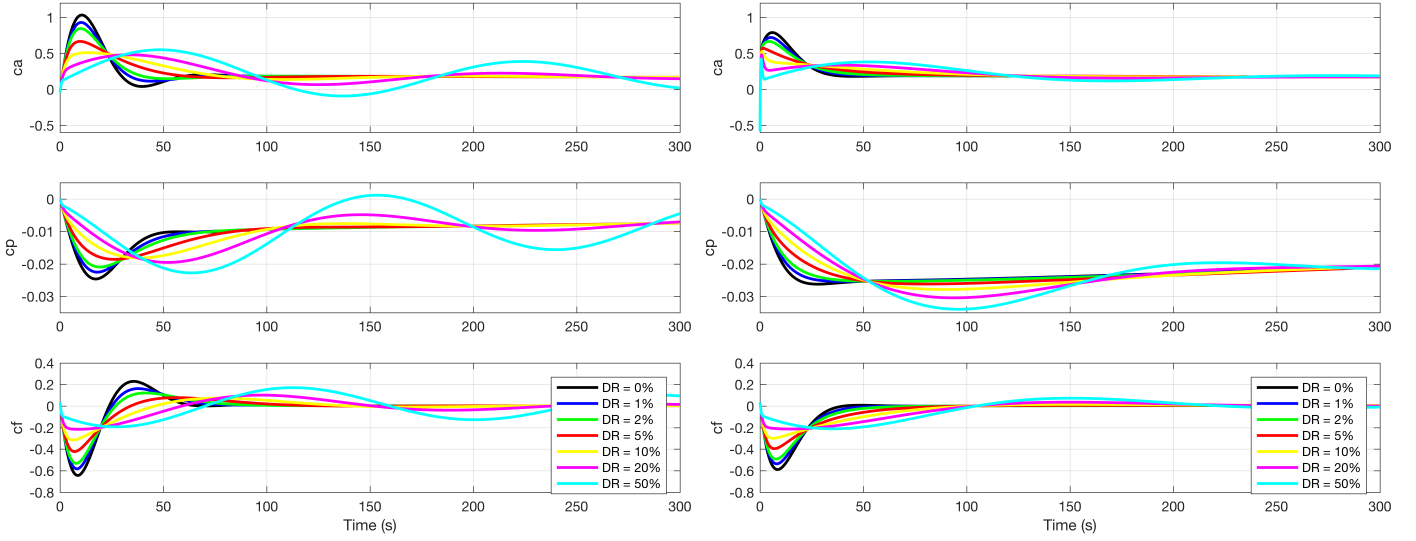 1
0.5
0
-0.5
ca
0 50 100 150 200 250 300
0
-0.01
-0.02
-0.03
cp
0 50 100 150 200 250 300
0.4
0.2
0
-0.2
-0.4
-0.6
-0.8
cf
0 50 100 150 200 250 300
Time (s)
DR = 0%
DR = 1%
DR = 2%
DR = 5%
DR = 10%
DR = 20%
DR = 50%
1
0.5
0
-0.5
ca
0 50 100 150 200 250 300
0
-0.01
-0.02
-0.03
cp
0 50 100 150 200 250 300
0.4
0.2
0
-0.2
-0.4
-0.6
-0.8
cf
0 50 100 150 200 250 300
Time (s)
DR = 0%
DR = 1%
DR = 2%
DR = 5%
DR = 10%
DR = 20%
DR = 50%